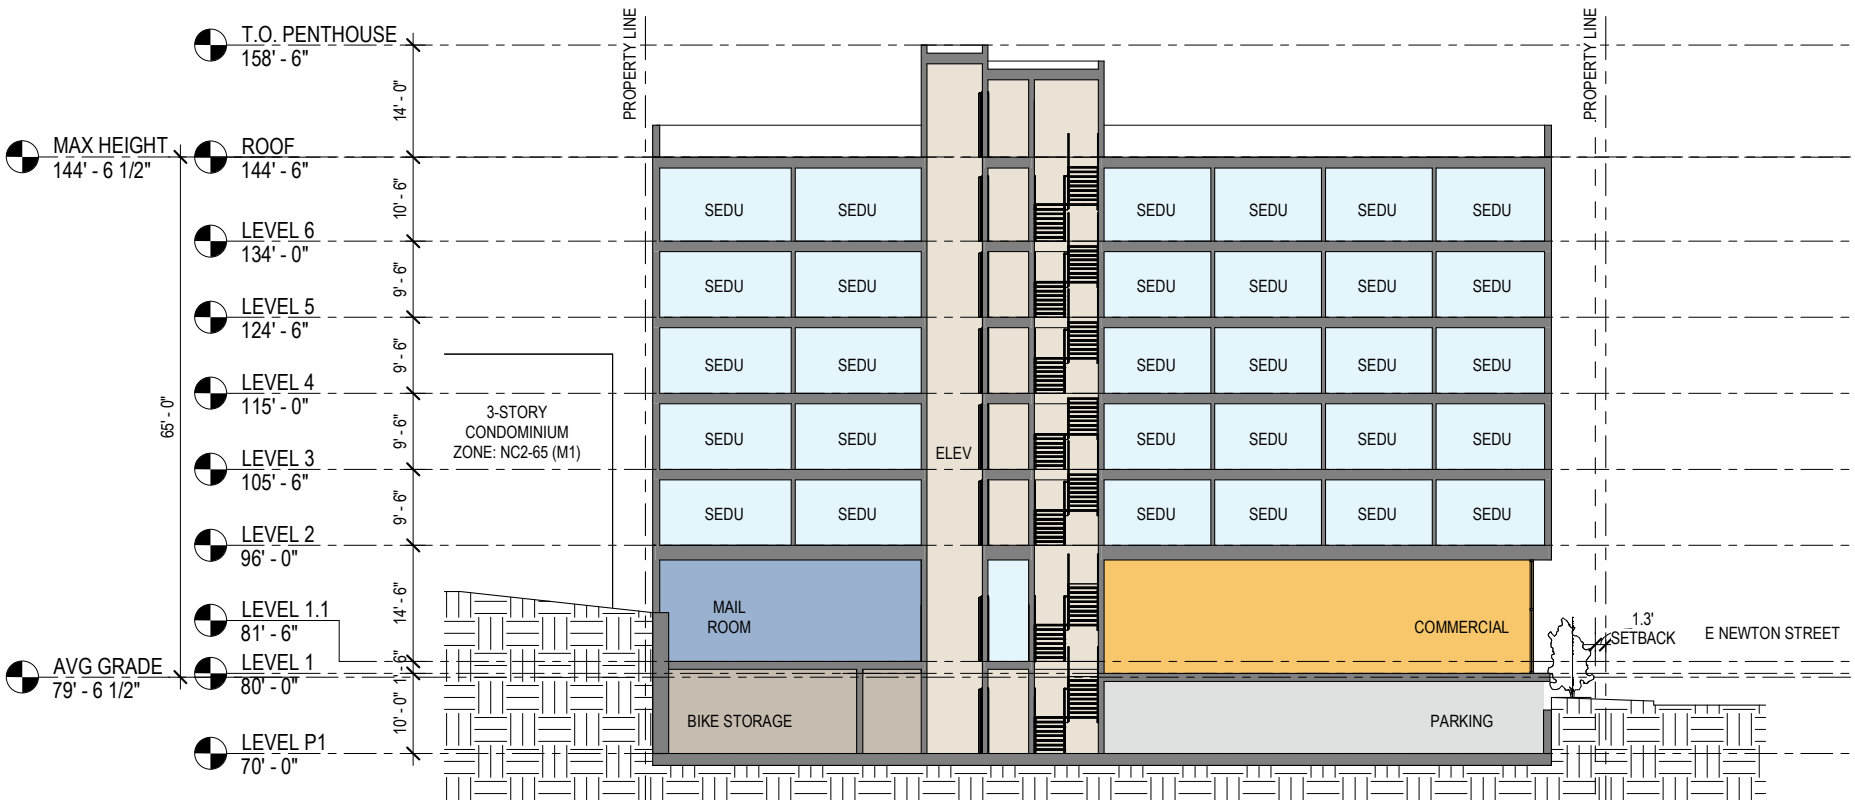 T.O. PENTHOUSE
158' - 6"
PROPERTY LINE
PROPERTY LINE
14' - 0"
MAX HEIGHT
144' - 6 1/2"
ROOF
144' - 6"
10' - 6"
SEDU SEDU SEDU SEDU SEDU SEDU
LEVEL 6
134' - 0"
9' - 6"
SEDU SEDU SEDU SEDU SEDU SEDU
LEVEL 5
124' - 6"
9' - 6"
SEDU SEDU SEDU SEDU SEDU SEDU
LEVEL 4
115' - 0"
65' - 0"
3-STORY
CONDOMINIUM
ZONE: NC2-65 (M1)
9' - 6"
SEDU SEDU SEDU SEDU SEDU SEDU
ELEV
LEVEL 3
105' - 6"
9' - 6"
SEDU SEDU SEDU SEDU SEDU SEDU
LEVEL 2
96' - 0"
14' - 6"
MAIL
ROOM
COMMERCIAL
LEVEL 1.1
81' - 6"
1.3'
SETBACK
E NEWTON STREET
AVG GRADE
79' - 6 1/2"
LEVEL 1
80' - 0"
1' - 6"
10' - 0"
BIKE STORAGE
PARKING
LEVEL P1
70' - 0"